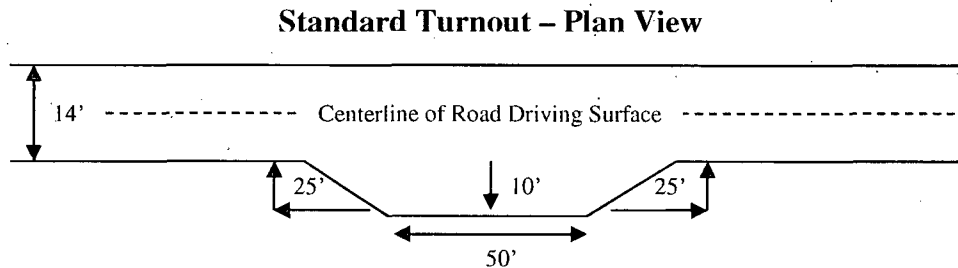 Standard Turnout – Plan View
14’ Centerline of Road Driving Surface
25’ 10’ 25’
50’